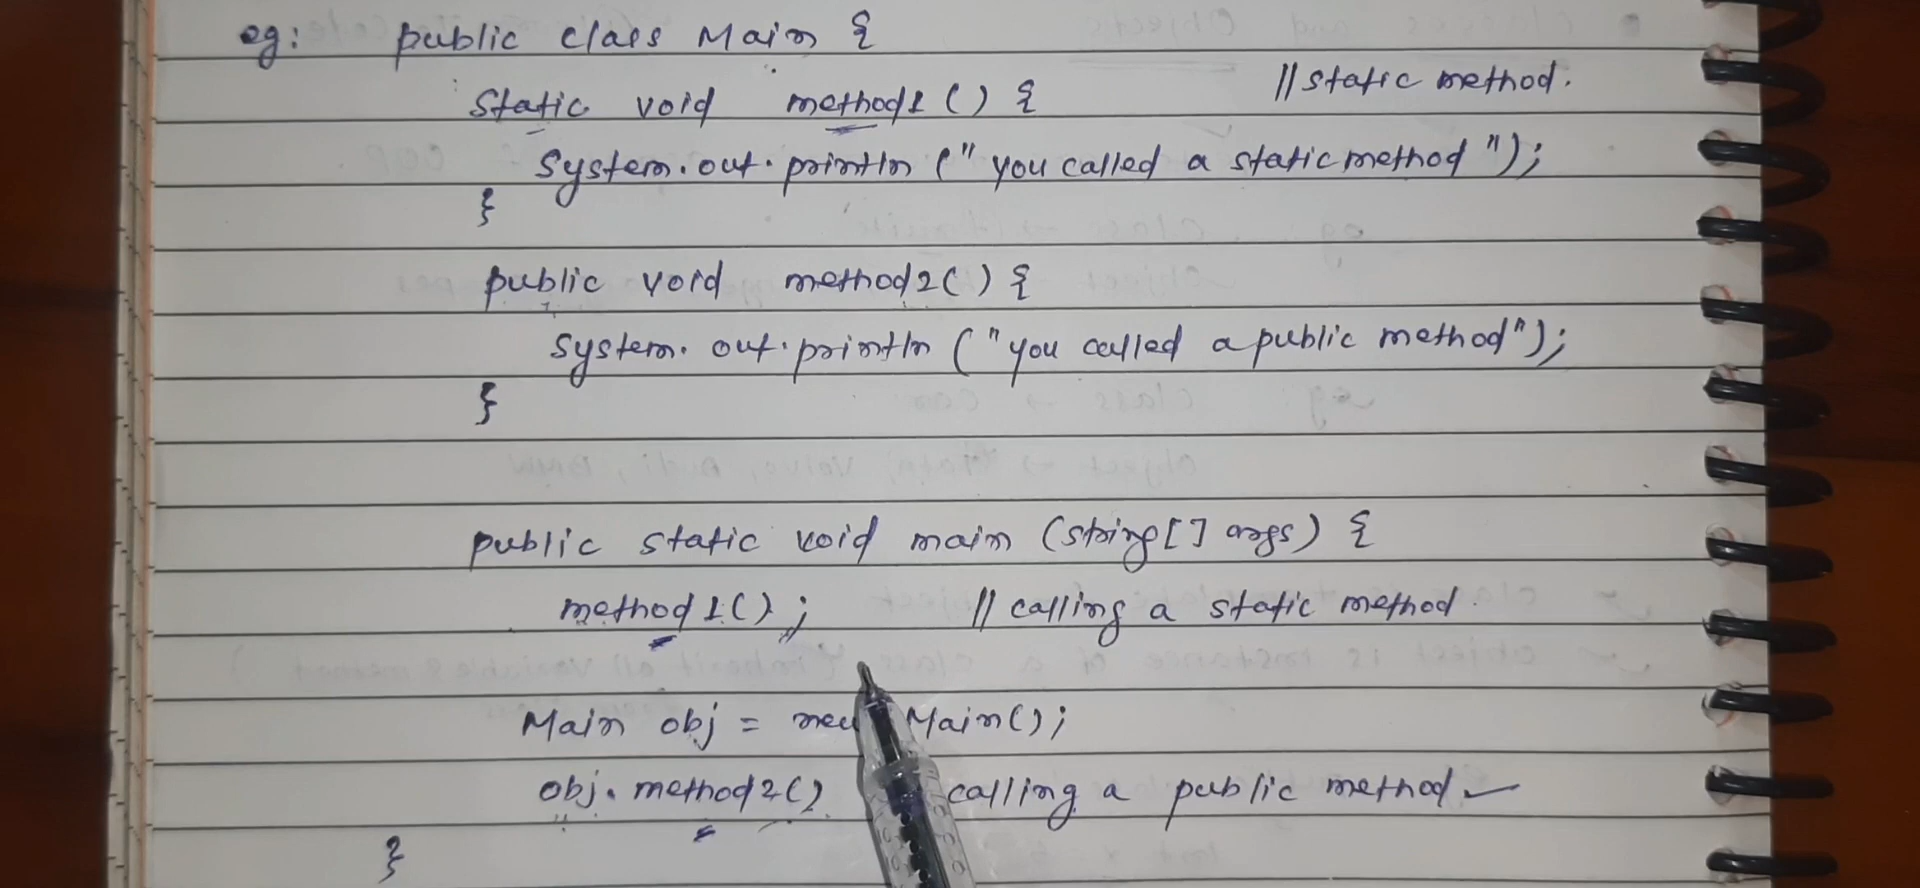 eg: public class Main {
static void method1() { // static method.
System.out.println (" you called a static method ");
}
public void method2() {
System.out.println ("you called a public method");
}
public static void main (string[] args) {
method1(); // calling a static method.
Main obj = new Main();
obj.method2() calling a public method
}